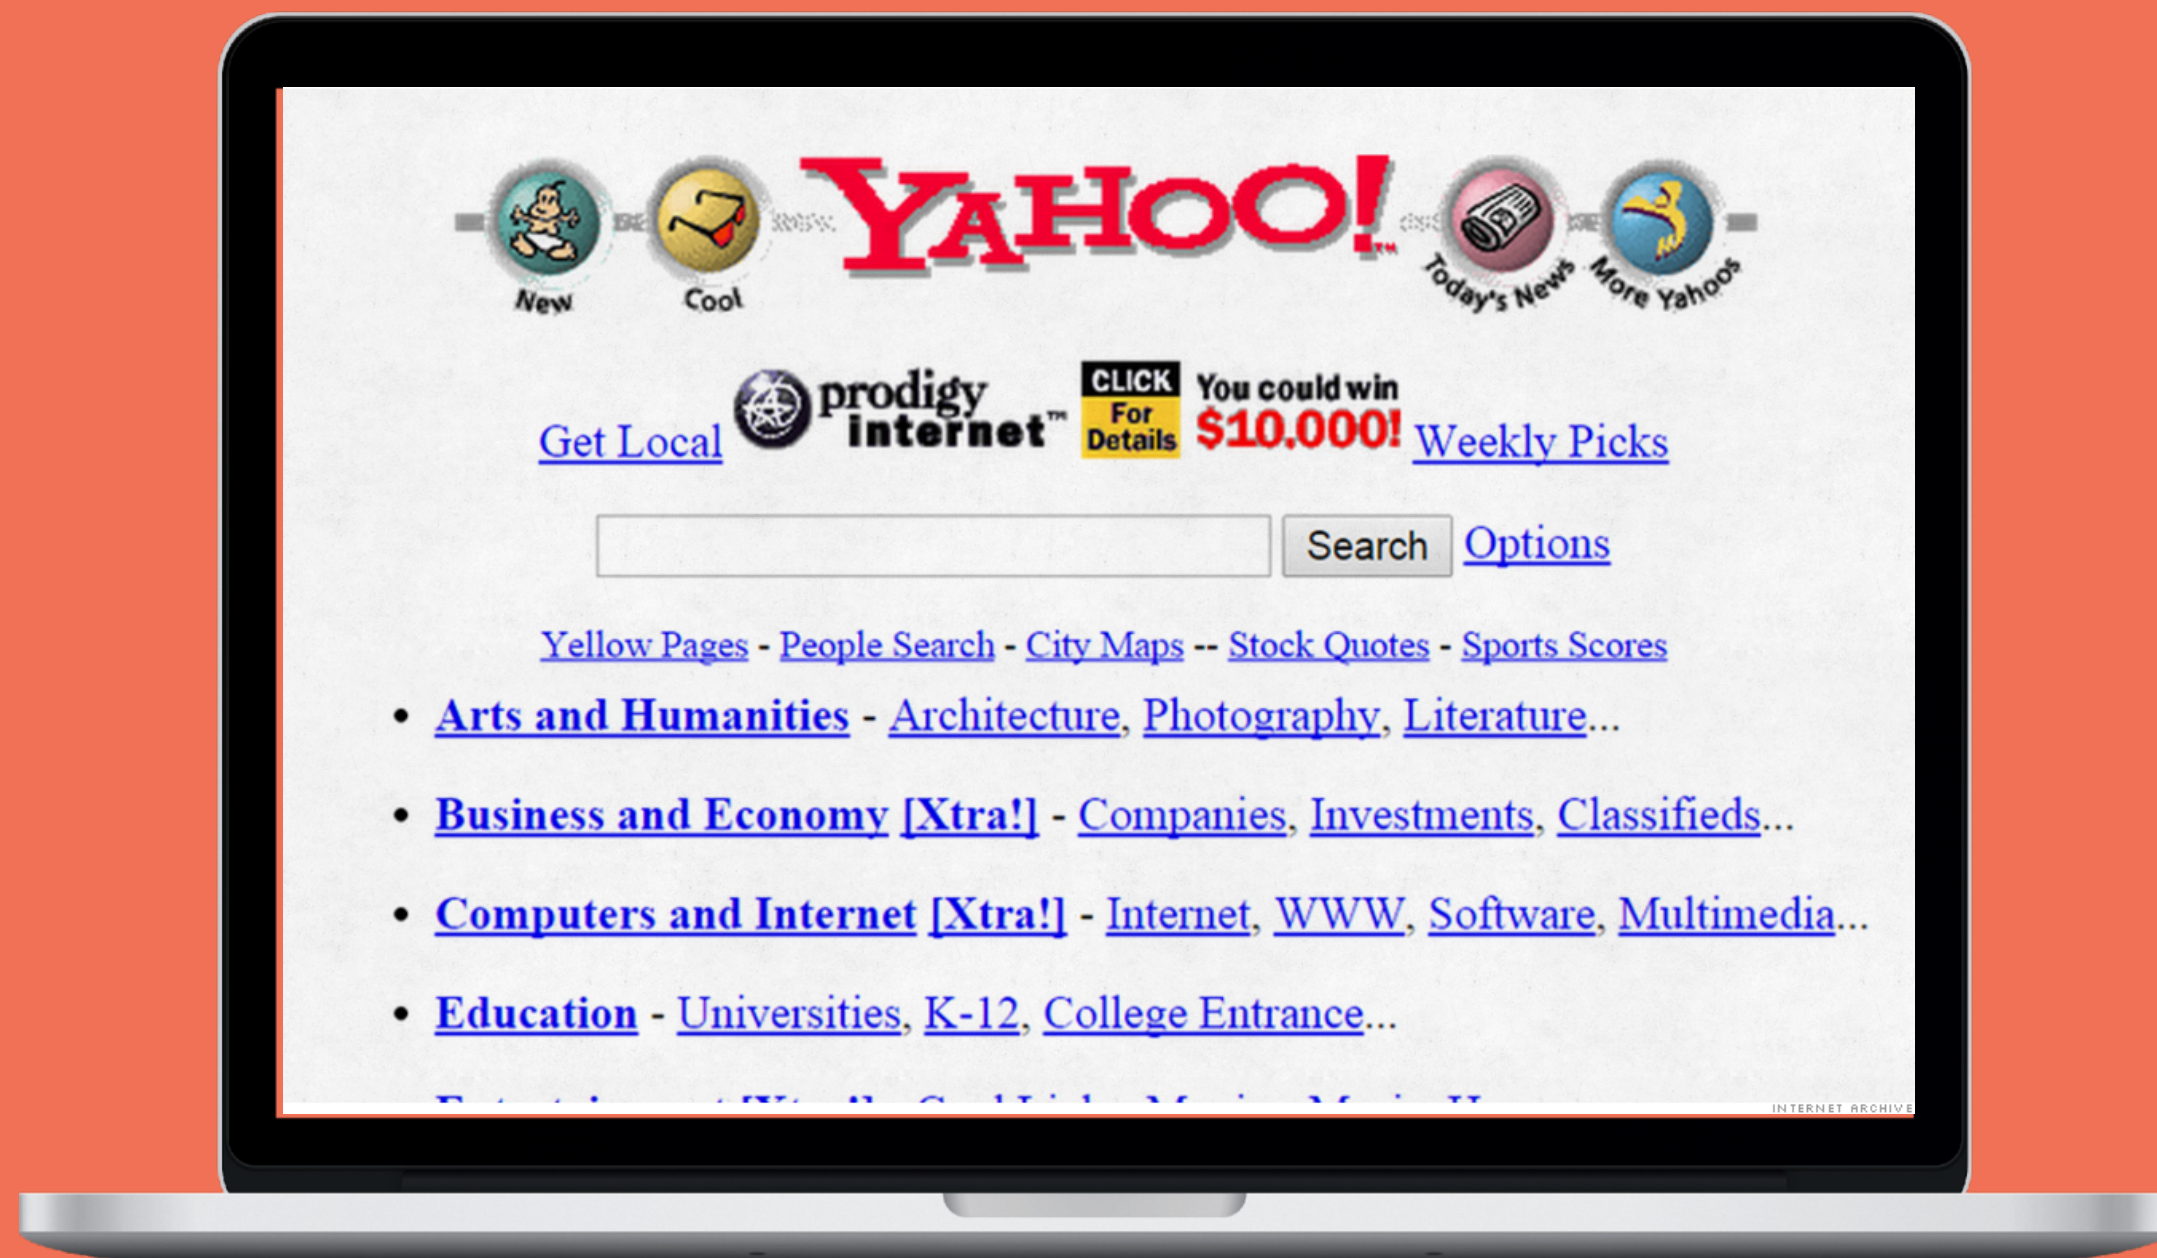 YAHOO!™
New Cool Today's News More Yahoos
prodigy internet™ CLICK For Details You could win $10,000!
Get Local Weekly Picks
Search Options
Yellow Pages - People Search - City Maps -- Stock Quotes - Sports Scores
• Arts and Humanities - Architecture, Photography, Literature...
• Business and Economy [Xtra!] - Companies, Investments, Classifieds...
• Computers and Internet [Xtra!] - Internet, WWW, Software, Multimedia...
• Education - Universities, K-12, College Entrance...
INTERNET ARCHIVE